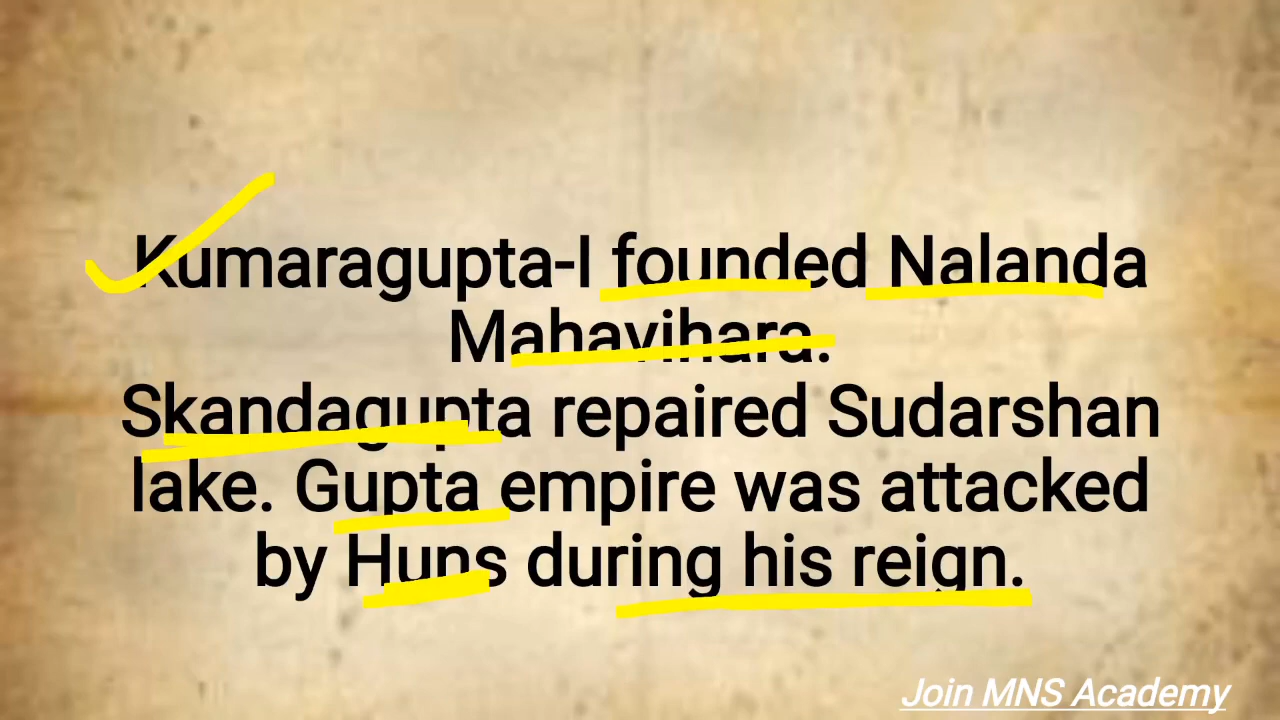 Kumaragupta-I founded Nalanda
Mahavihara.
Skandagupta repaired Sudarshan
lake. Gupta empire was attacked
by Huns during his reign.
Join MNS Academy